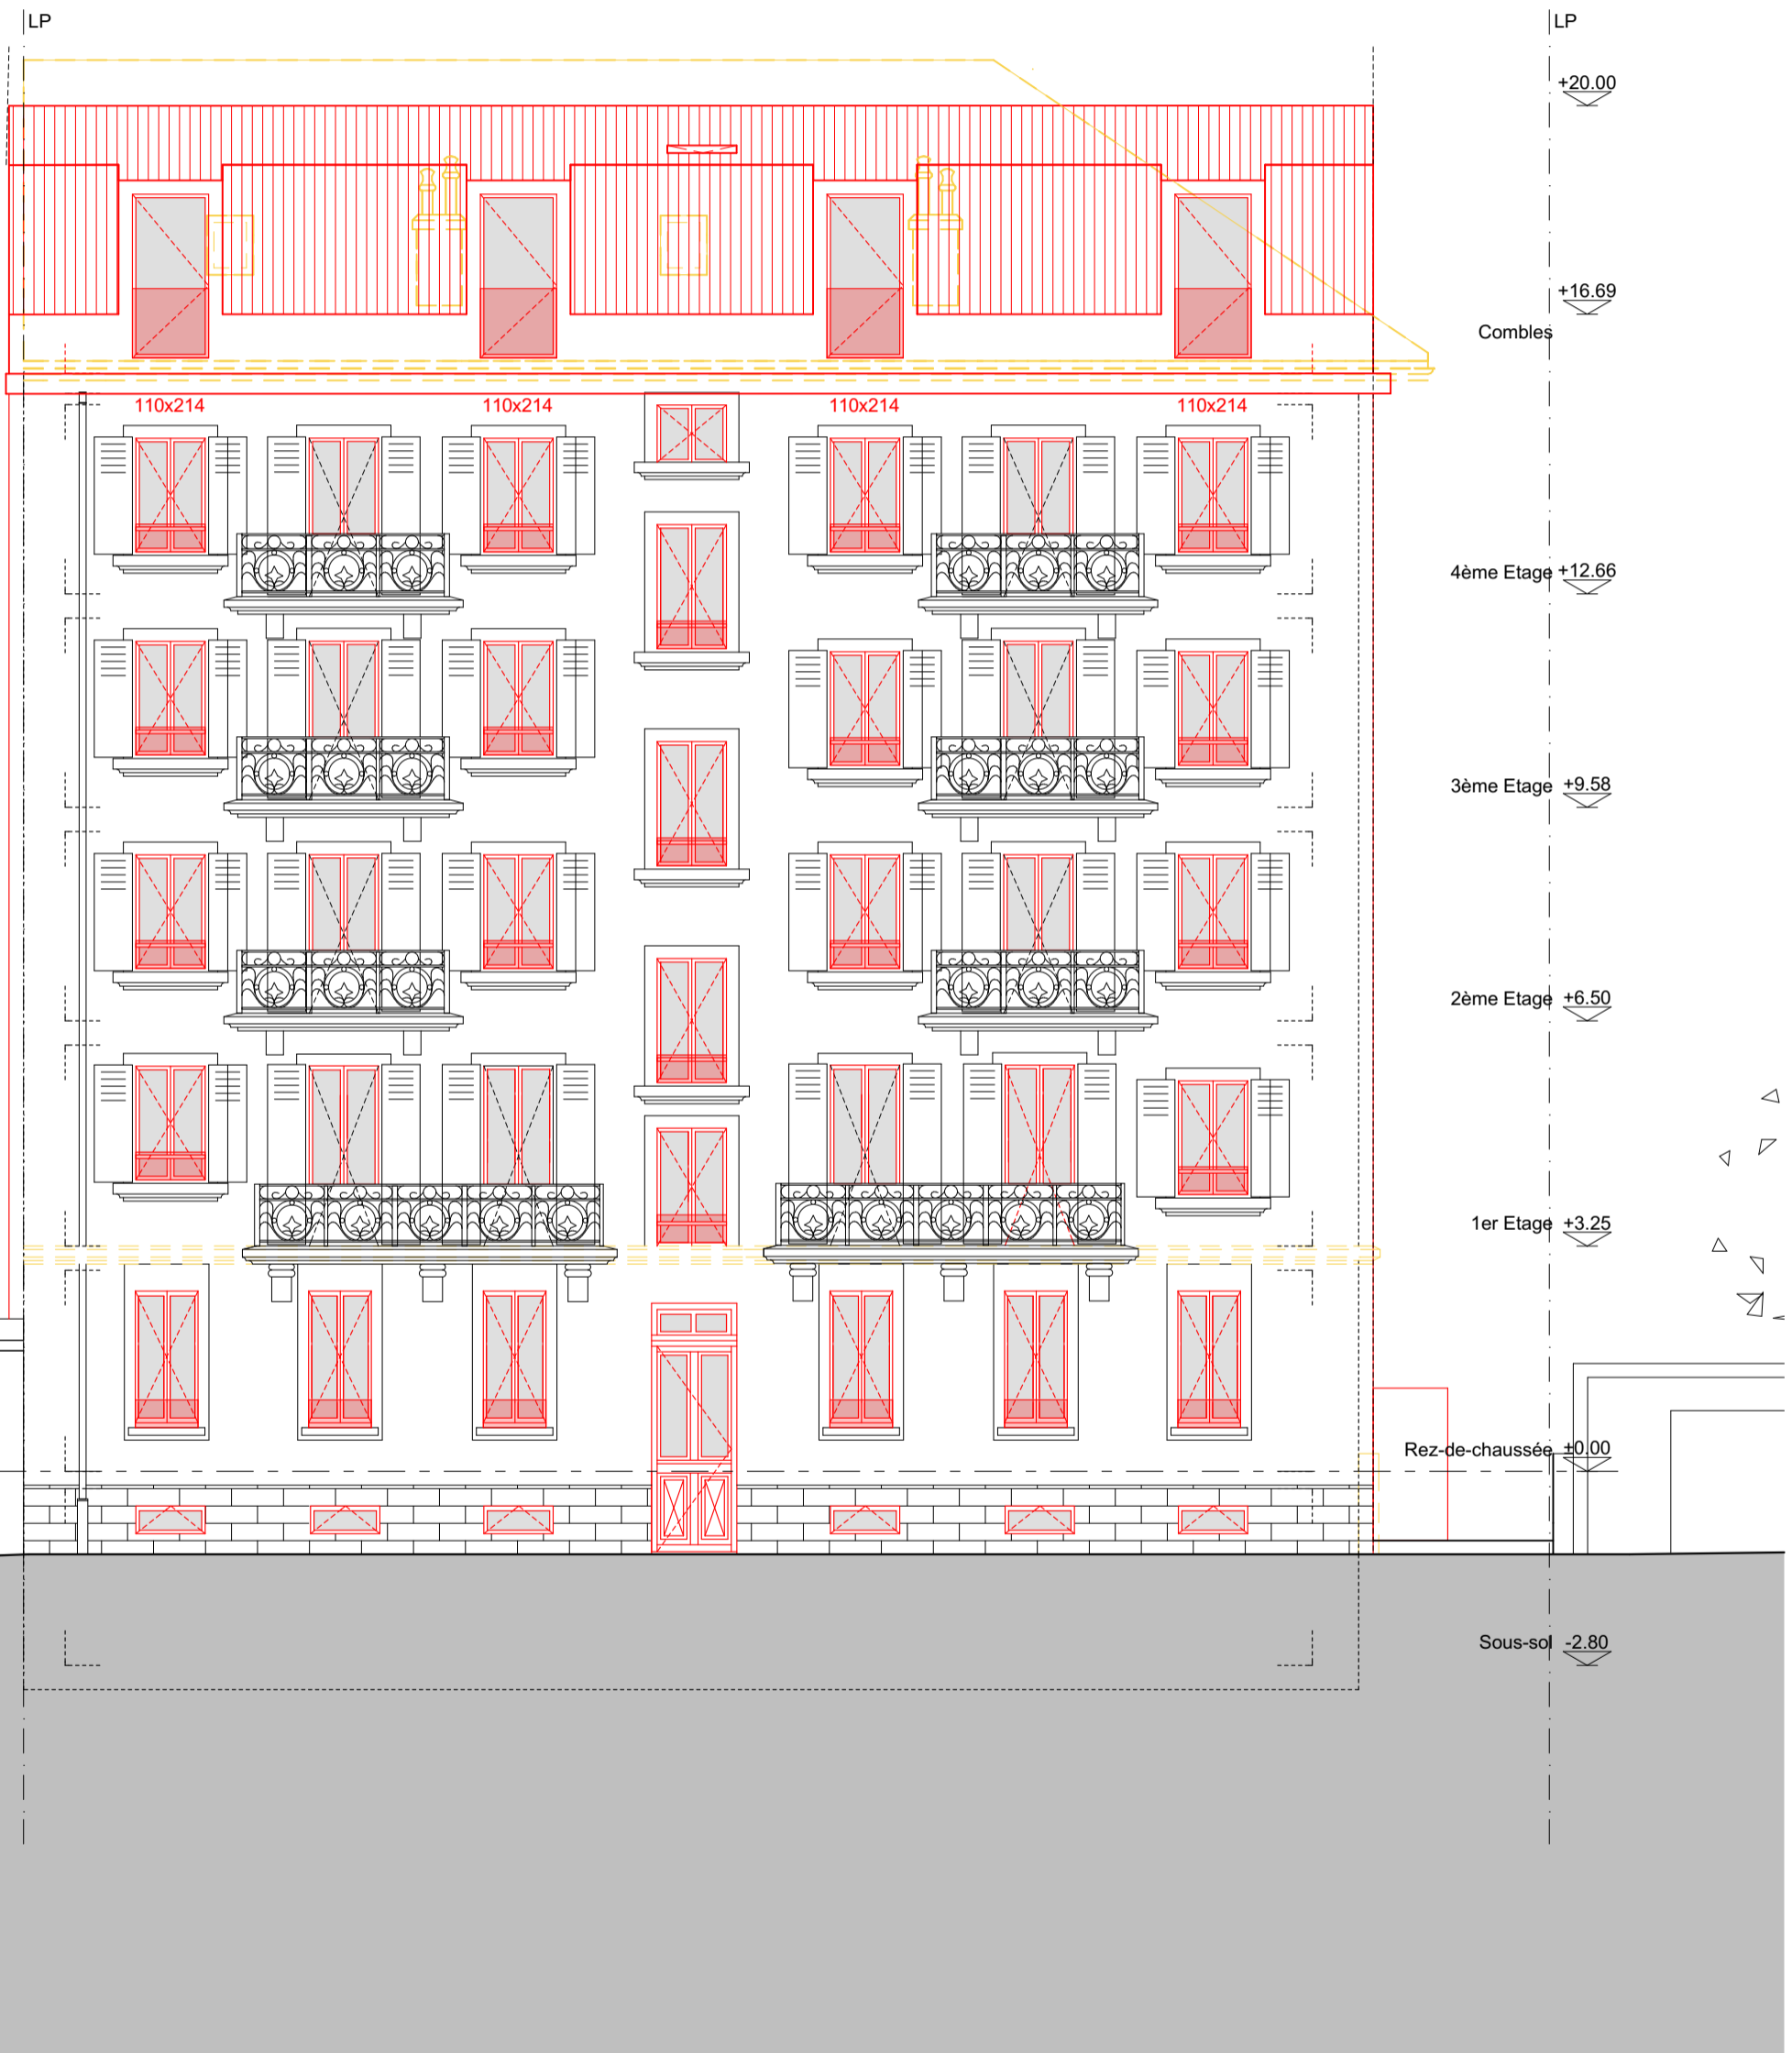 LP
LP
+20.00
+16.69
Combles
110x214
110x214
110x214
110x214
4ème Etage +12.66
3ème Etage +9.58
2ème Etage +6.50
1er Etage +3.25
Rez-de-chaussée ±0.00
Sous-sol -2.80